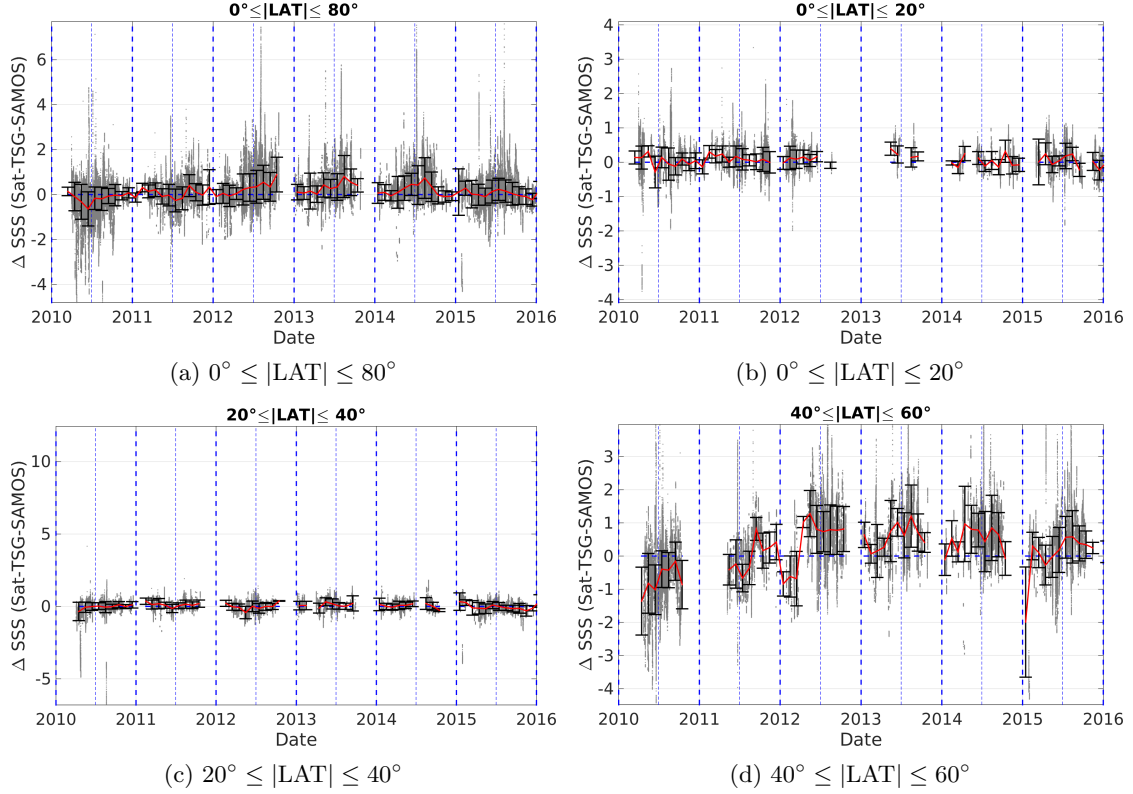 0°≤|LAT|≤ 80°
Δ SSS (Sat-TSG-SAMOS)
6
4
2
0
-2
-4
2010 2011 2012 2013 2014 2015 2016
Date
(a) 0° ≤ |LAT| ≤ 80°
0°≤|LAT|≤ 20°
Δ SSS (Sat-TSG-SAMOS)
4
3
2
1
0
-1
-2
-3
-4
2010 2011 2012 2013 2014 2015 2016
Date
(b) 0° ≤ |LAT| ≤ 20°
20°≤|LAT|≤ 40°
Δ SSS (Sat-TSG-SAMOS)
10
5
0
-5
2010 2011 2012 2013 2014 2015 2016
Date
(c) 20° ≤ |LAT| ≤ 40°
40°≤|LAT|≤ 60°
Δ SSS (Sat-TSG-SAMOS)
3
2
1
0
-1
-2
-3
-4
2010 2011 2012 2013 2014 2015 2016
Date
(d) 40° ≤ |LAT| ≤ 60°